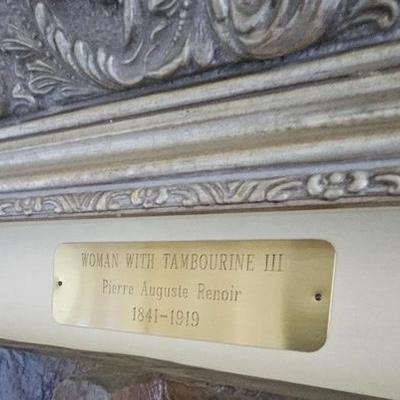 WOMAN WITH TAMBOURINE III
Pierre Auguste Renoir
1841-1919